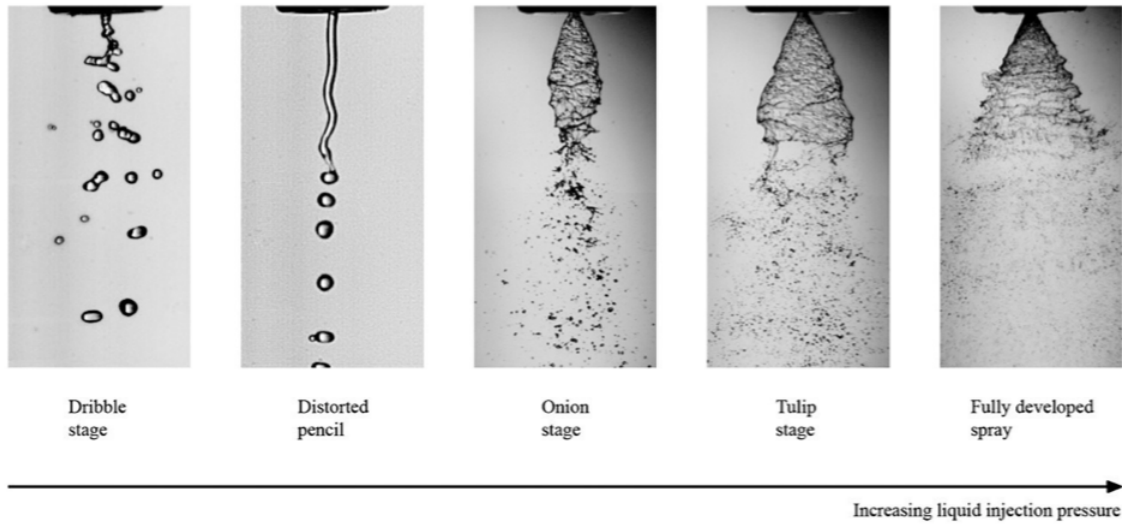 Dribble
stage
Distorted
pencil
Onion
stage
Tulip
stage
Fully developed
spray
Increasing liquid injection pressure